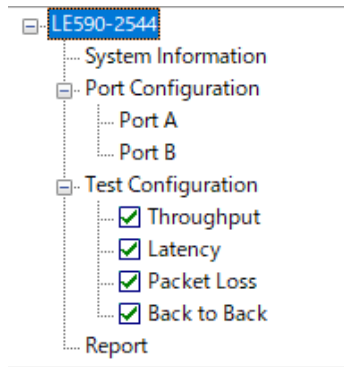 LE590-2544
System Information
Port Configuration
Port A
Port B
Test Configuration
Throughput
Latency
Packet Loss
Back to Back
Report